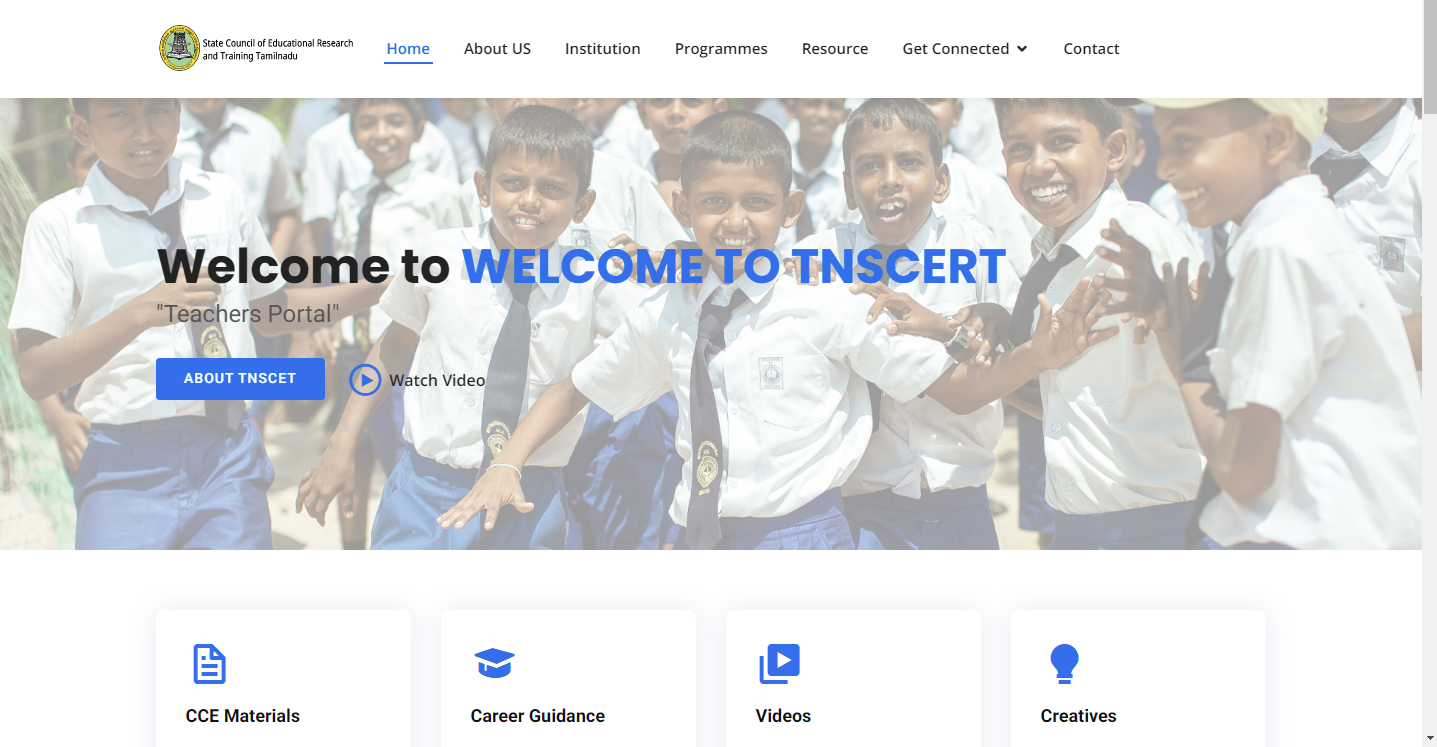 State Council of Educational Research
and Training Tamilnadu
Home
About US
Institution
Programmes
Resource
Get Connected
Contact
Welcome to WELCOME TO TNSCERT
"Teachers Portal"
ABOUT TNSCET
Watch Video
CCE Materials
Career Guidance
Videos
Creatives